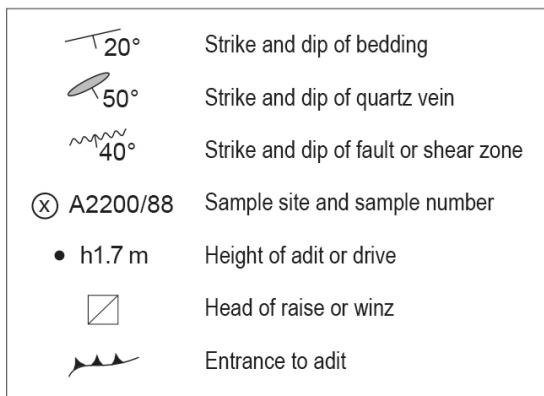 20° Strike and dip of bedding
50° Strike and dip of quartz vein
40° Strike and dip of fault or shear zone
X A2200/88 Sample site and sample number
h1.7 m Height of adit or drive
Head of raise or winz
Entrance to adit